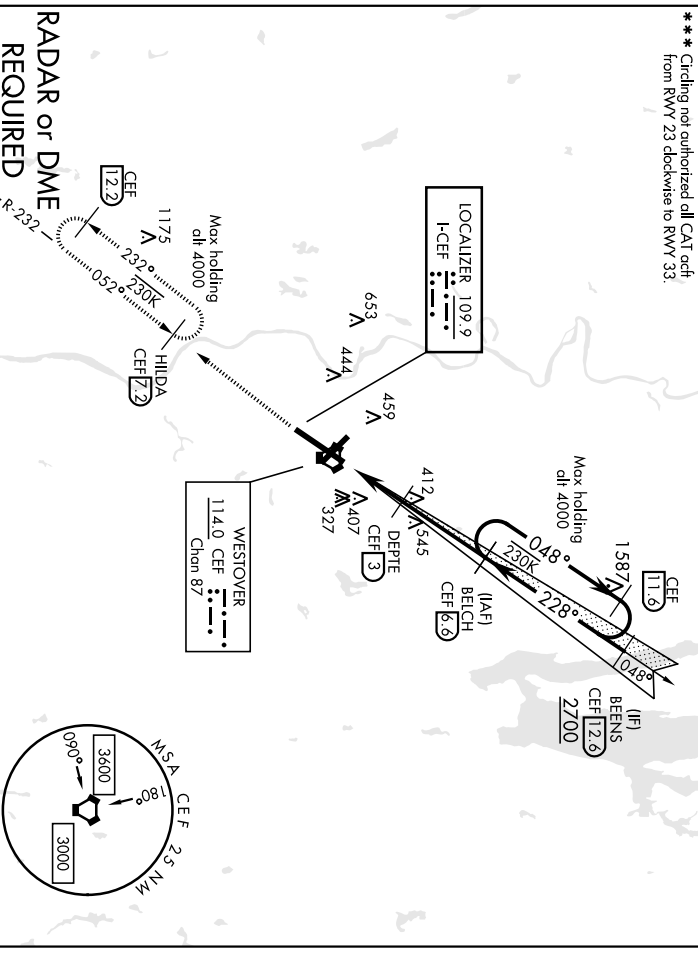 *** Circling not authorized all CAT acft
from RWY 23 clockwise to RWY 33.
CEF
11.6
1587
048°
(IF)
BEENS
CEF 12.6
2700
Max holding
alt 4000
048°
230K
228°
(IAF)
BELCH
CEF 6.6
LOCALIZER 109.9
I-CEF
412
545
DEPTE
CEF 3
653
444
459
407
327
WESTOVER
114.0 CEF
Chan 87
Max holding
alt 4000
1175
CEF
12.2
232°
230K
052°
HILDA
CEF 7.2
R-232
RADAR or DME
REQUIRED
MSA CEF 25 NM
180°
3600
090°
3000